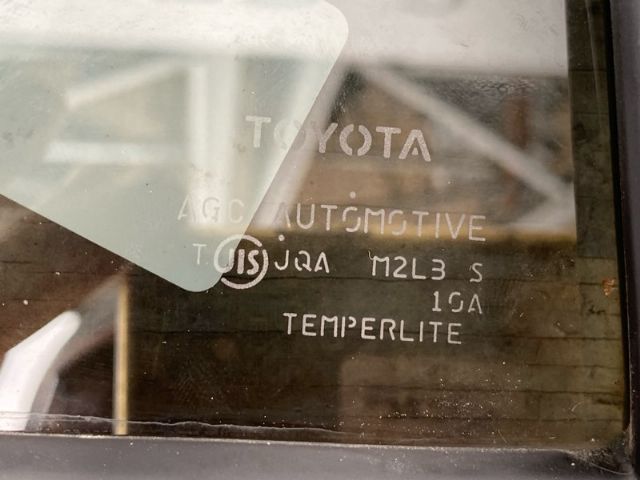 TOYOTA
AGC AUTOMOTIVE
T. JIS JQA M2L3 S
10A
TEMPERLITE